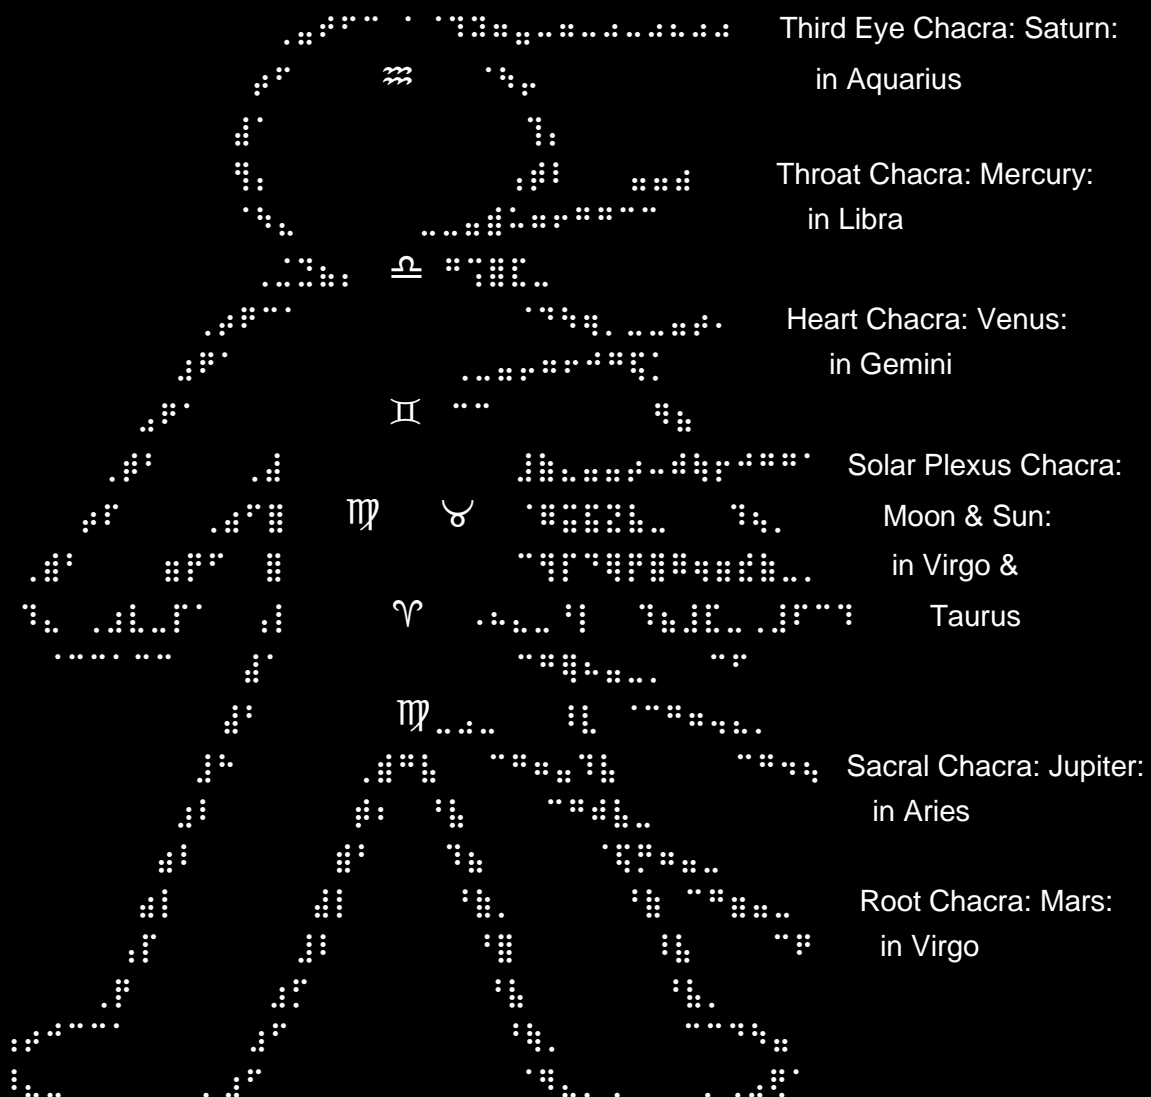 Third Eye Chacra: Saturn:
♒ in Aquarius
Throat Chacra: Mercury:
in Libra
♎
Heart Chacra: Venus:
in Gemini
♊
Solar Plexus Chacra:
♍ ♉ Moon & Sun:
in Virgo &
♈ Taurus
♍
Sacral Chacra: Jupiter:
in Aries
Root Chacra: Mars:
in Virgo